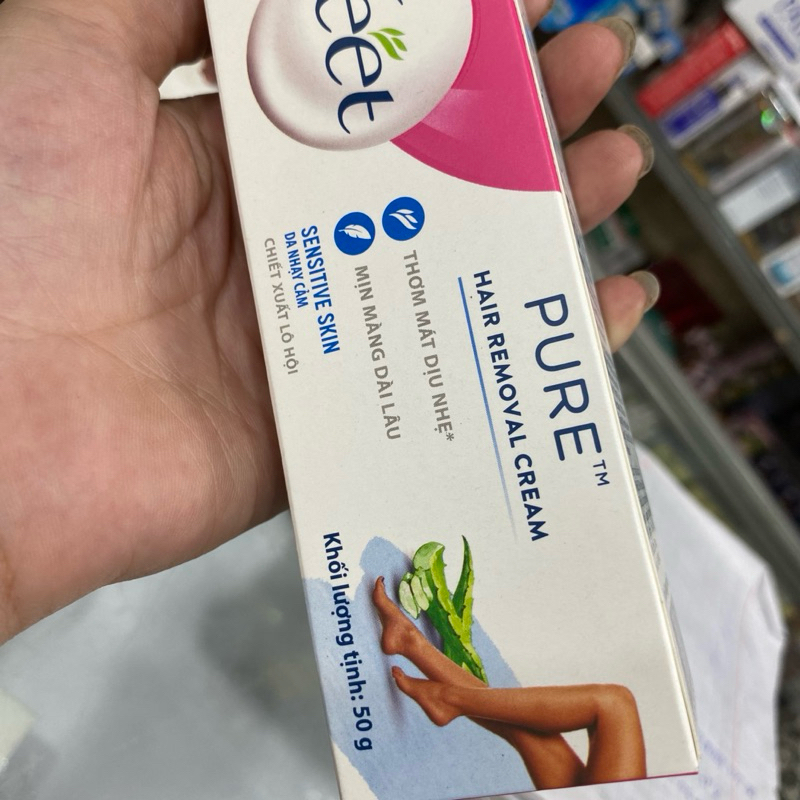 eet
PURE™
HAIR REMOVAL CREAM
THƠM MÁT DỊU NHẸ*
MỊN MÀNG DÀI LÂU
SENSITIVE SKIN
DA NHẠY CẢM
CHIẾT XUẤT LÔ HỘI
Khối lượng tịnh: 50 g